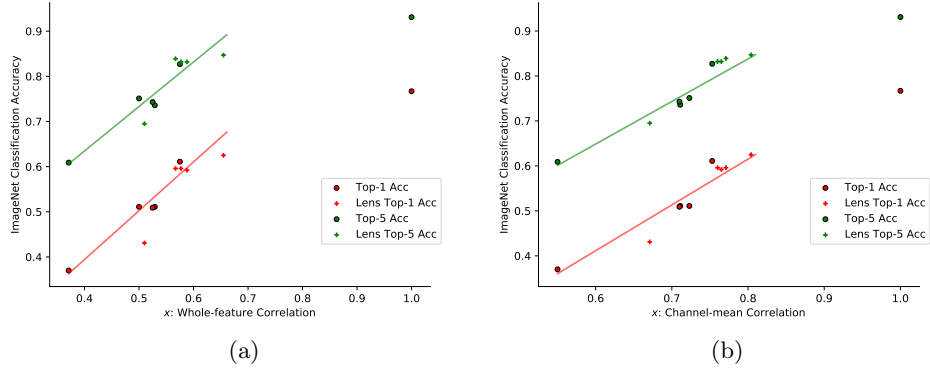 ImageNet Classification Accuracy
0.9
0.8
0.7
0.6
0.5
0.4
0.4 0.5 0.6 0.7 0.8 0.9 1.0
x: Whole-feature Correlation
Top-1 Acc
Lens Top-1 Acc
Top-5 Acc
Lens Top-5 Acc
(a)
ImageNet Classification Accuracy
0.9
0.8
0.7
0.6
0.5
0.4
0.6 0.7 0.8 0.9 1.0
x: Channel-mean Correlation
Top-1 Acc
Lens Top-1 Acc
Top-5 Acc
Lens Top-5 Acc
(b)